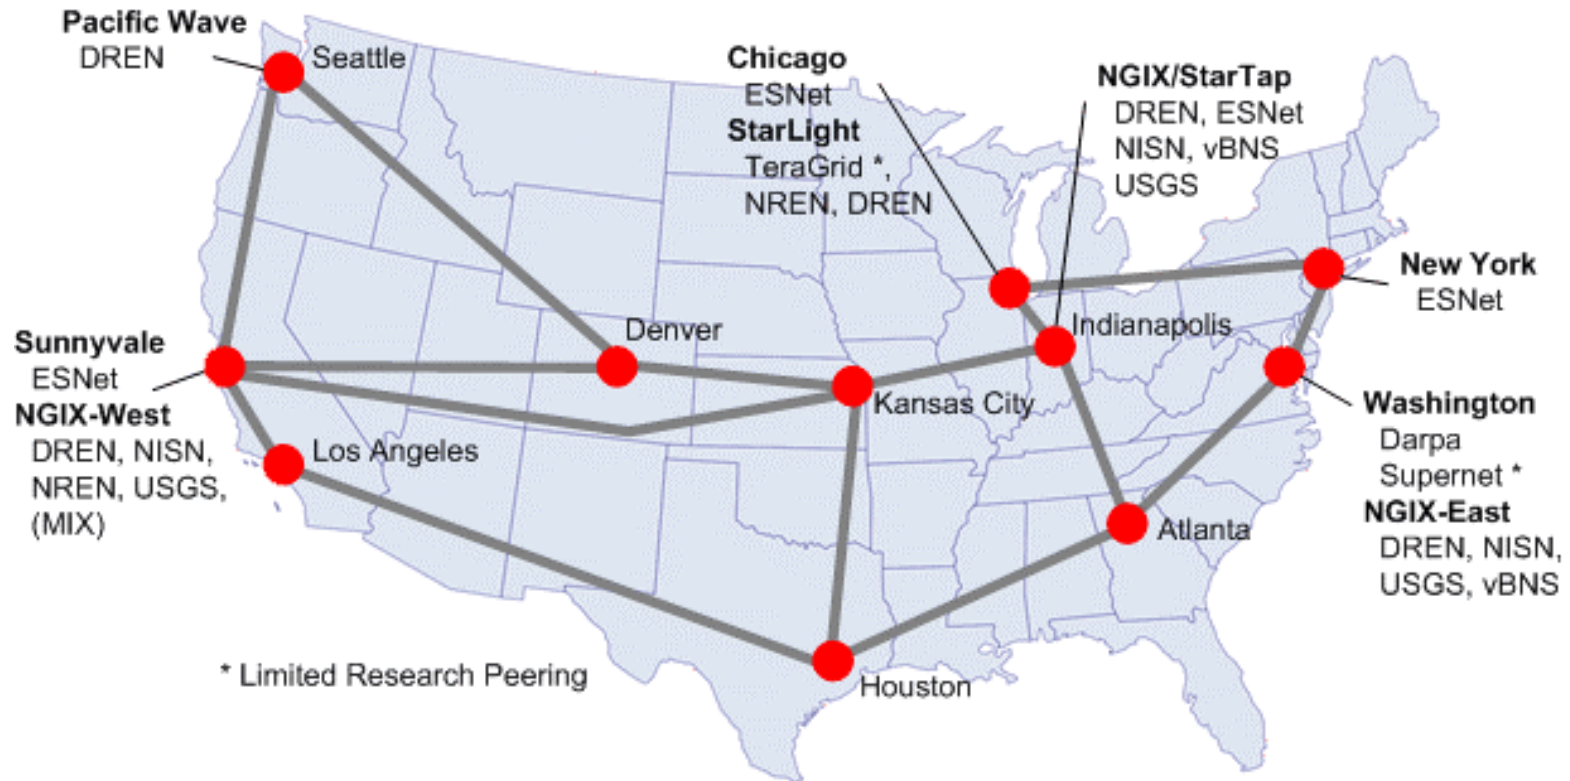 Pacific Wave
DREN
Seattle
Chicago
ESNet
StarLight
TeraGrid *,
NREN, DREN
NGIX/StarTap
DREN, ESNet
NISN, vBNS
USGS
New York
ESNet
Sunnyvale
ESNet
NGIX-West
DREN, NISN,
NREN, USGS,
(MIX)
Denver
Kansas City
Indianapolis
Los Angeles
Washington
Darpa
Supernet *
NGIX-East
DREN, NISN,
USGS, vBNS
Atlanta
Houston
* Limited Research Peering